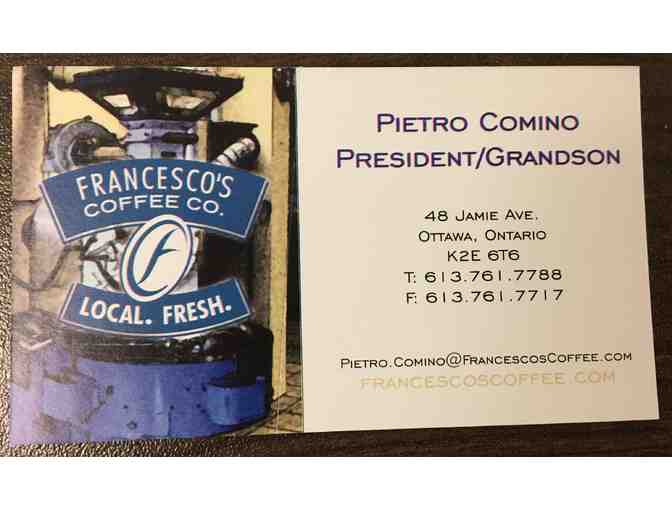 FRANCESCO'S
COFFEE CO.
f
LOCAL. FRESH.
PIETRO COMINO
PRESIDENT/GRANDSON
48 JAMIE AVE.
OTTAWA, ONTARIO
K2E 6T6
T: 613.761.7788
F: 613.761.7717
PIETRO.COMINO@FRANCESCOSCOFFEE.COM
FRANCESCOSCOFFEE.COM